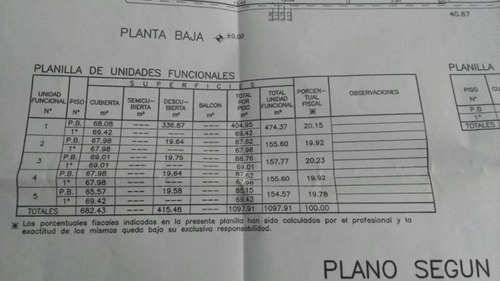 40.87
PLANTA BAJA ±0.00
PLANILLA DE UNIDADES FUNCIONALES
SUPERFICIES
UNIDAD FUNCIONAL N° PISO N° CUBIERTA m² SEMICUBIERTA m² DESCUBIERTA m² BALCON m² TOTAL POR PISO m² TOTAL UNIDAD FUNCIONAL m² PORCENTUAL FISCAL ※ OBSERVACIONES
1 P.B. 68.08 ---- 336.87 ---- 404.95 474.37 20.15
1° 69.42 ---- ---- ---- 69.42
2 P.B. 67.98 ---- 19.64 ---- 87.62 155.60 19.92
1° 67.98 ---- ---- ---- 67.98
3 P.B. 69.01 ---- 19.75 ---- 88.76 157.77 20.23
1° 69.01 ---- ---- ---- 69.01
4 P.B. 67.98 ---- 19.64 ---- 87.62 155.60 19.92
1° 67.98 ---- ---- ---- 67.98
5 P.B. 65.57 ---- 19.58 ---- 85.15 154.57 19.78
1° 69.42 ---- ---- ---- 69.42
TOTALES 682.43 ---- 415.48 ---- 1097.91 1097.91 100.00
※ Los porcentuales fiscales indicados en la presente planilla han sido calculados por el profesional y la
exactitud de los mismas queda bajo su exclusiva responsabilidad.
PLANILLA
PISO
N°
P.B.
1°
TOTALES
PLANO SEGUN